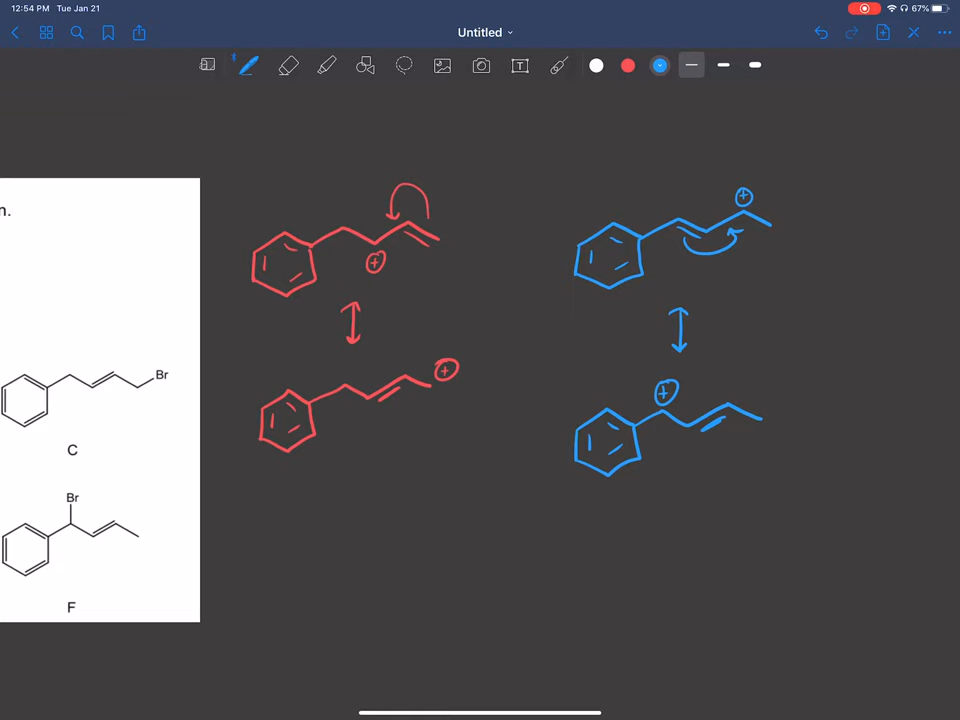 12:54 PM Tue Jan 21
67%
Untitled
T
n.
Br
C
Br
F
+
+
+
+